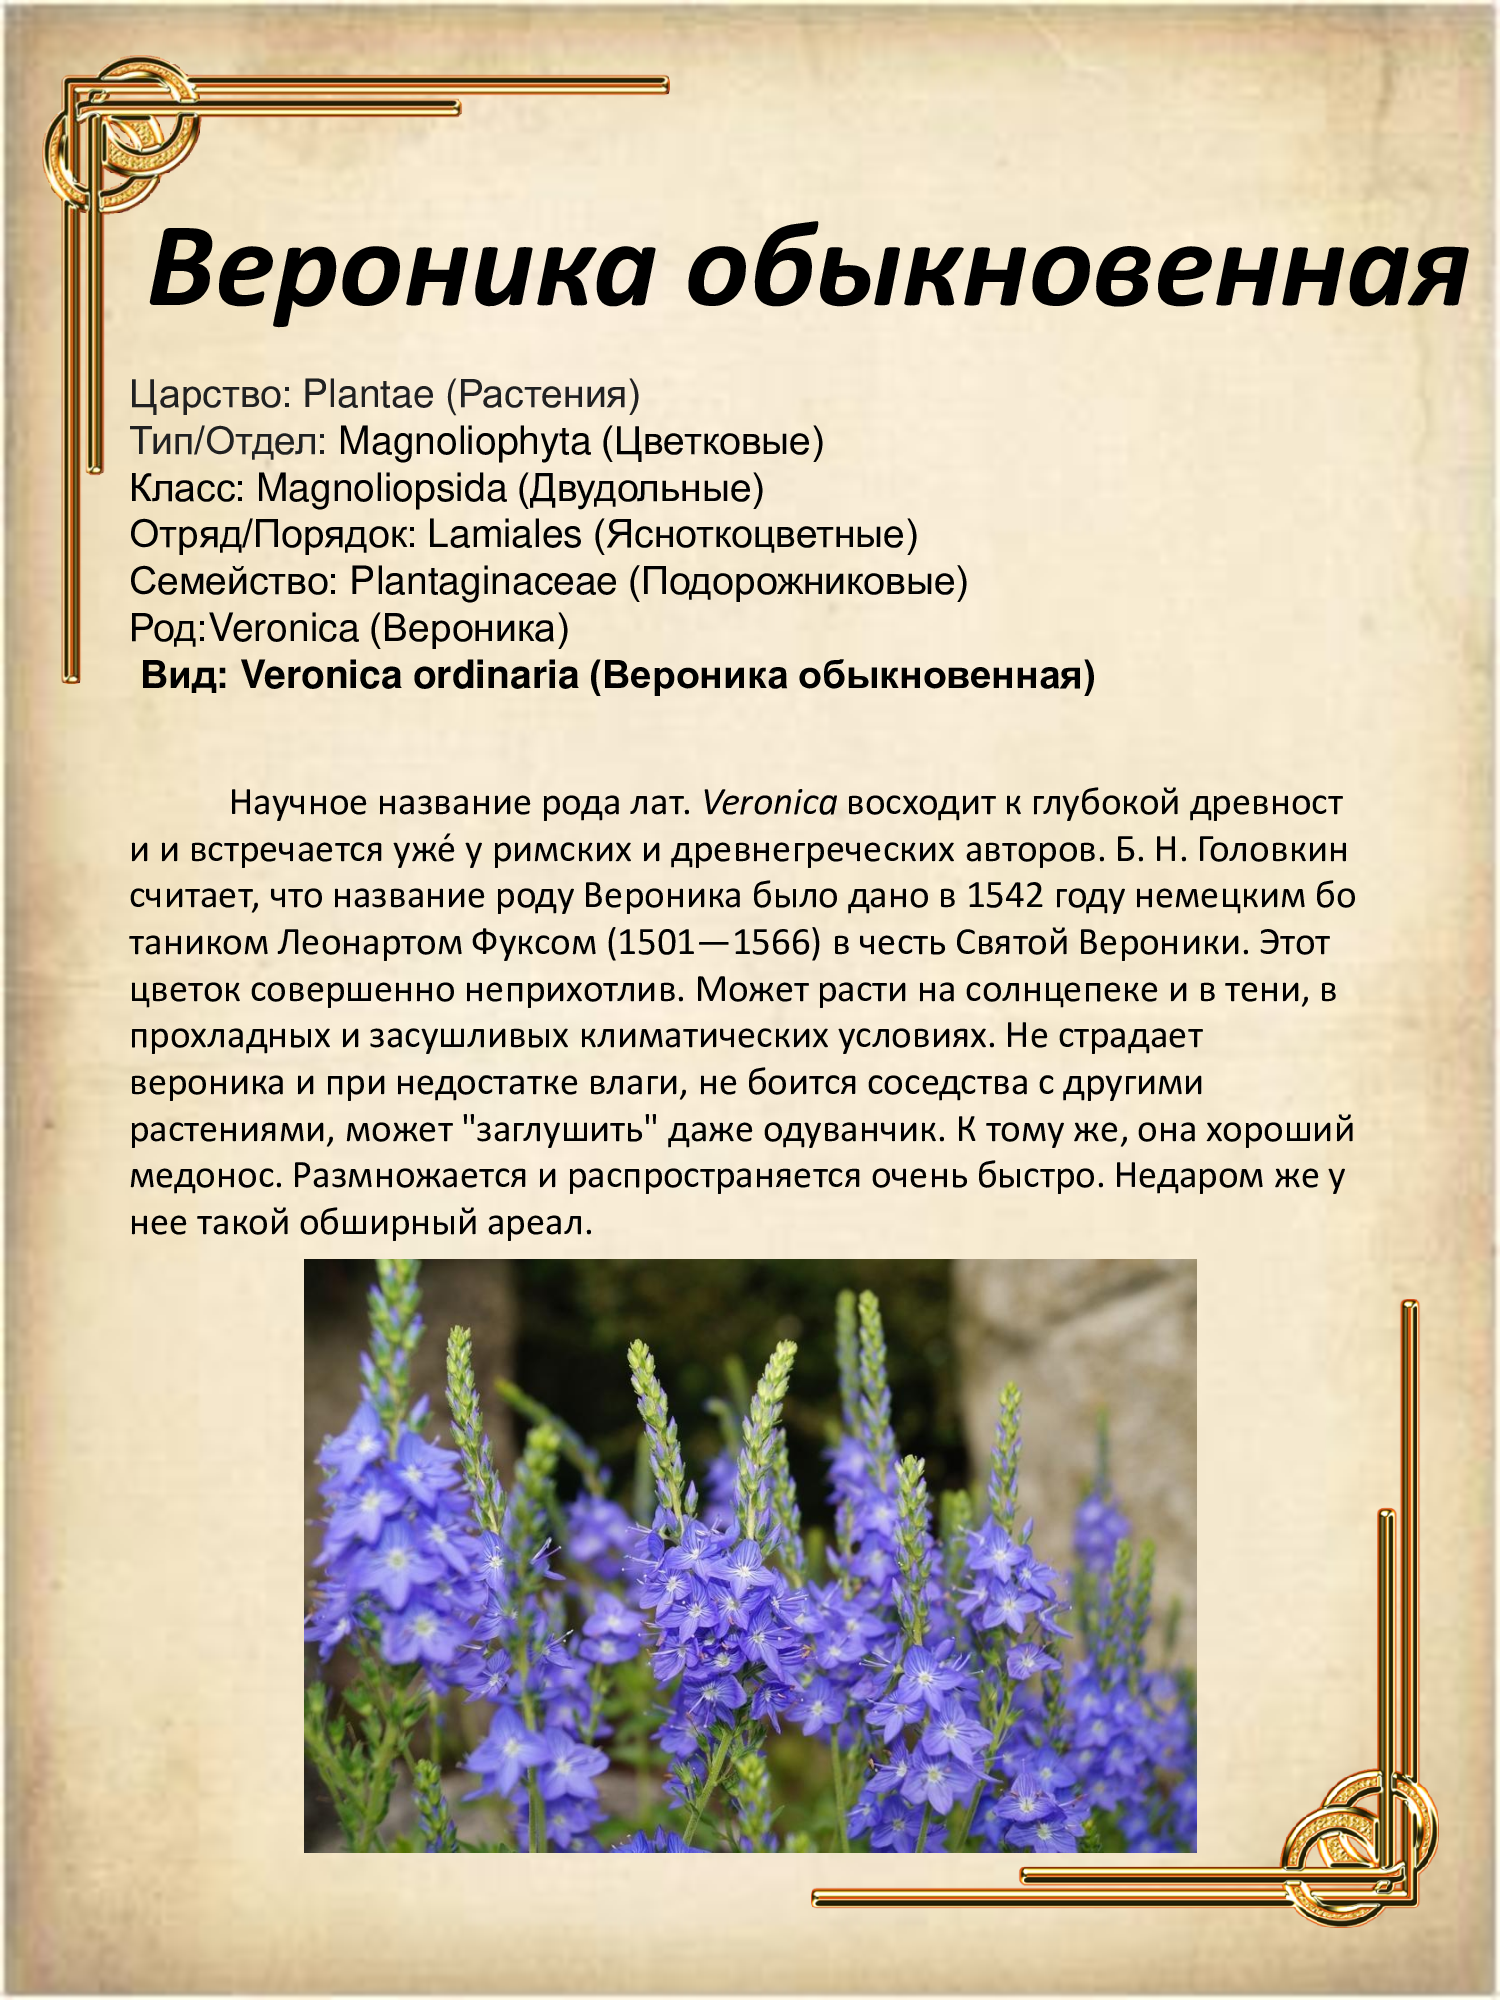 Вероника обыкновенная
Царство: Plantae (Растения)
Тип/Отдел: Magnoliophyta (Цветковые)
Класс: Magnoliopsida (Двудольные)
Отряд/Порядок: Lamiales (Ясноткоцветные)
Семейство: Plantaginaceae (Подорожниковые)
Род:Veronica (Вероника)
Вид: Veronica ordinaria (Вероника обыкновенная)
Научное название рода лат. Veronica восходит к глубокой древност
и и встречается уже́ у римских и древнегреческих авторов. Б. Н. Головкин
считает, что название роду Вероника было дано в 1542 году немецким бо
таником Леонартом Фуксом (1501—1566) в честь Святой Вероники. Этот
цветок совершенно неприхотлив. Может расти на солнцепеке и в тени, в
прохладных и засушливых климатических условиях. Не страдает
вероника и при недостатке влаги, не боится соседства с другими
растениями, может "заглушить" даже одуванчик. К тому же, она хороший
медонос. Размножается и распространяется очень быстро. Недаром же у
нее такой обширный ареал.